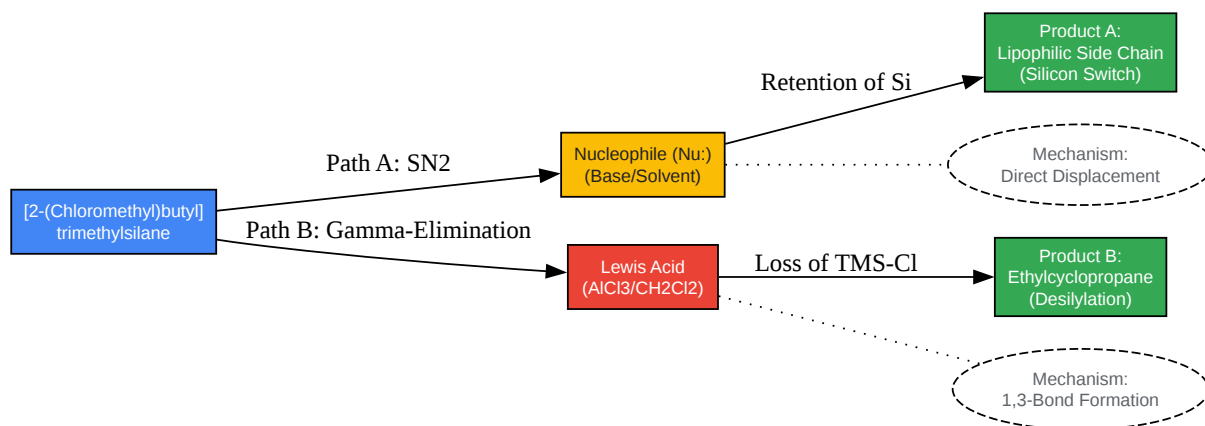 [2-(Chloromethyl)butyl]
trimethylsilane
Path A: SN2
Path B: Gamma-Elimination
Nucleophile (Nu:)
(Base/Solvent)
Lewis Acid
(AlCl3/CH2Cl2)
Retention of Si
Loss of TMS-Cl
Product A:
Lipophilic Side Chain
(Silicon Switch)
Mechanism:
Direct Displacement
Product B:
Ethylcyclopropane
(Desilylation)
Mechanism:
1,3-Bond Formation